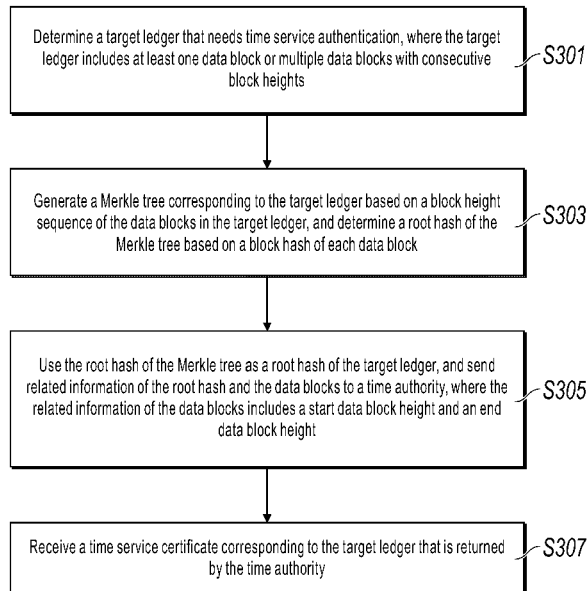 Determine a target ledger that needs time service authentication, where the target
ledger includes at least one data block or multiple data blocks with consecutive
block heights
S301
Generate a Merkle tree corresponding to the target ledger based on a block height
sequence of the data blocks in the target ledger, and determine a root hash of the
Merkle tree based on a block hash of each data block
S303
Use the root hash of the Merkle tree as a root hash of the target ledger, and send
related information of the root hash and the data blocks to a time authority, where the
related information of the data blocks includes a start data block height and an end
data block height
S305
Receive a time service certificate corresponding to the target ledger that is returned
by the time authority
S307